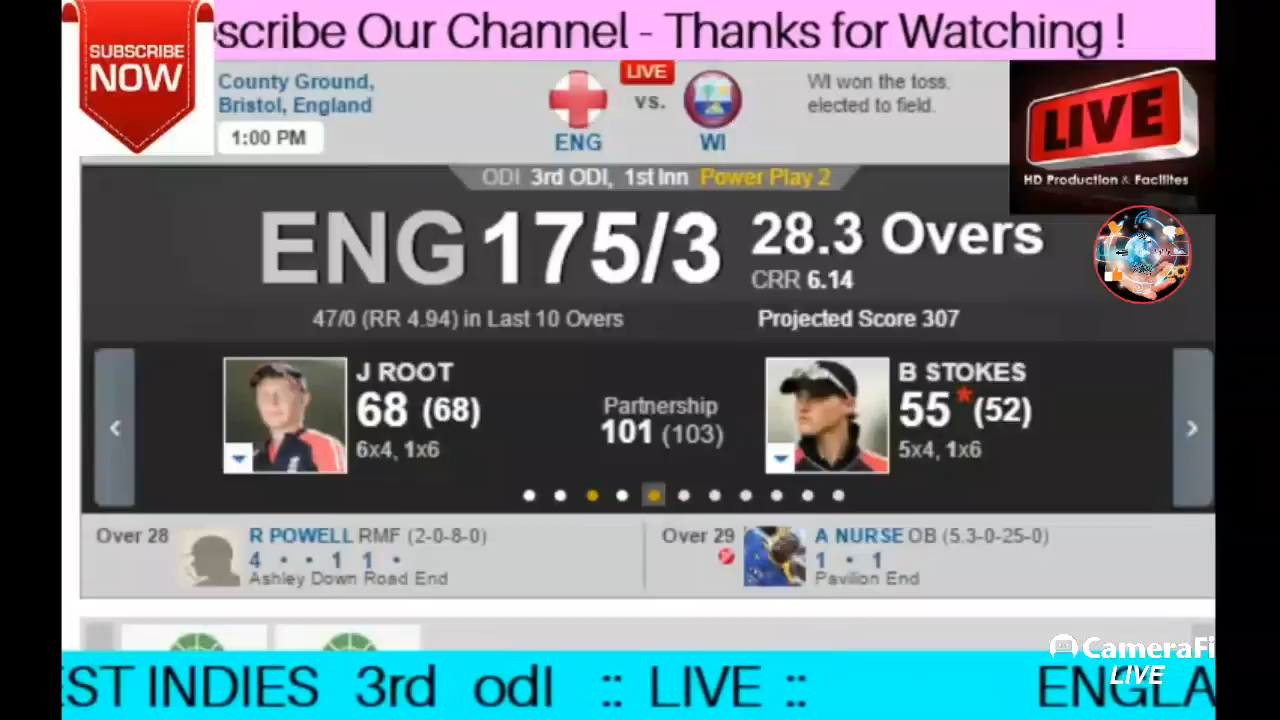 SUBSCRIBE
NOW
scribe Our Channel - Thanks for Watching !
County Ground,
Bristol, England
1:00 PM
LIVE
vs.
ENG
WI
WI won the toss,
elected to field.
LIVE
HD Production & Facilites
ODI 3rd ODI, 1st Inn Power Play 2
ENG 175/3
28.3 Overs
CRR 6.14
47/0 (RR 4.94) in Last 10 Overs
Projected Score 307
J ROOT
68 (68)
6x4, 1x6
Partnership
101 (103)
B STOKES
55* (52)
5x4, 1x6
Over 28
R POWELL RMF (2-0-8-0)
4 • • 1 1 •
Ashley Down Road End
Over 29
A NURSE OB (5.3-0-25-0)
1 • 1
Pavilion End
CameraFi
LIVE
EST INDIES 3rd odI :: LIVE :: ENGLA